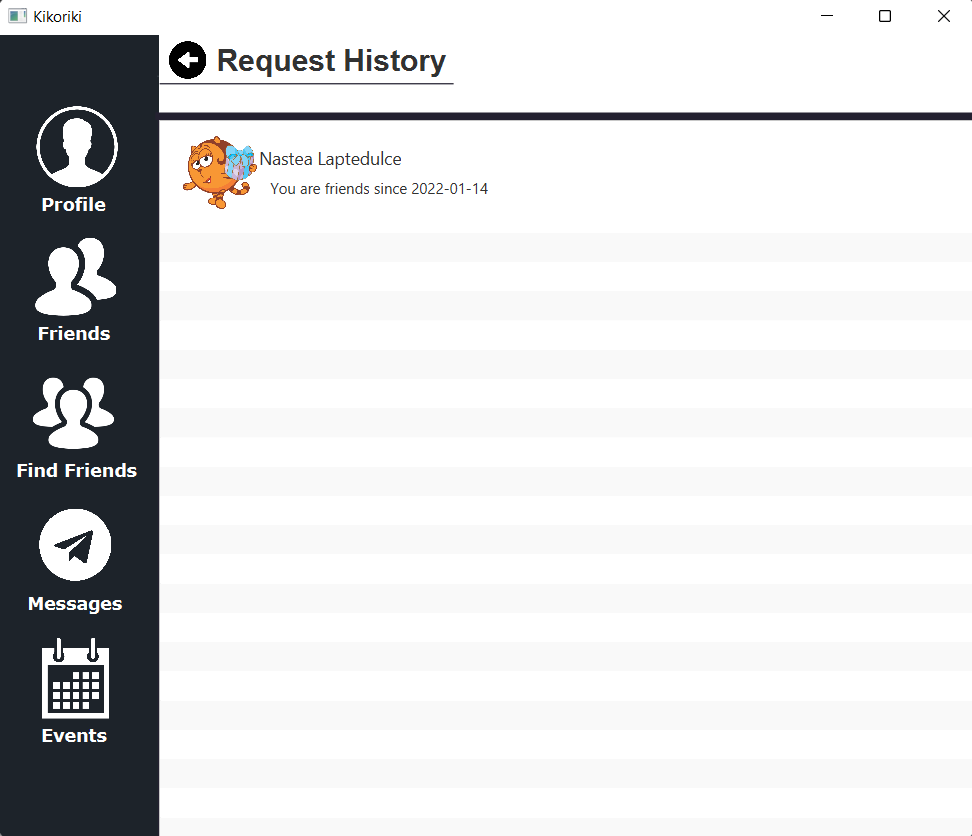 Kikoriki
Request History
Profile
Friends
Find Friends
Messages
Events
Nastea Laptedulce
You are friends since 2022-01-14